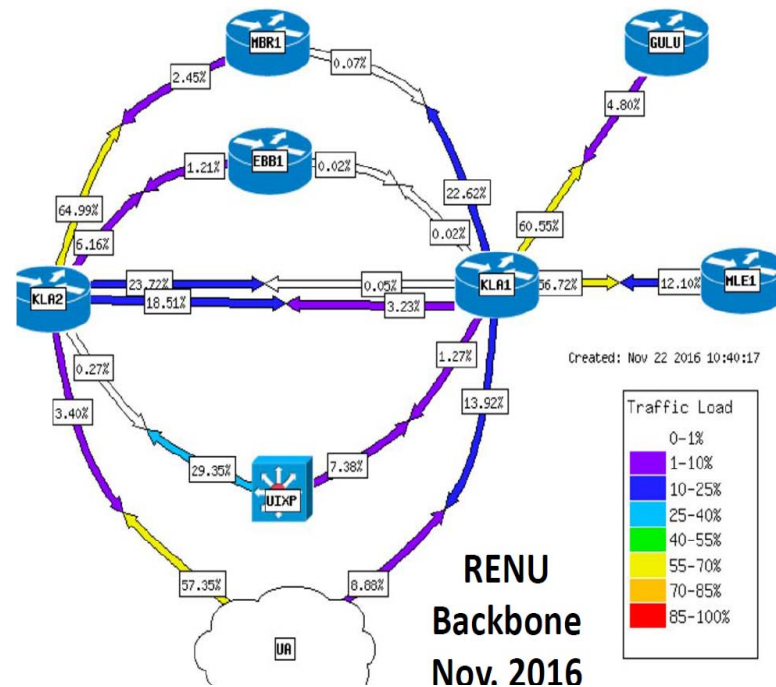 MBR1
GULU
2.45%
0.07%
4.80%
EBB1
1.21%
0.02%
64.99%
6.16%
22.62%
0.02%
60.55%
KLA2
23.72%
0.05%
KLA1
56.72%
12.10%
MLE1
18.51%
3.23%
0.27%
1.27%
Created: Nov 22 2016 10:40:17
3.40%
13.92%
Traffic Load
0-1%
1-10%
10-25%
25-40%
40-55%
55-70%
70-85%
85-100%
29.35%
7.38%
UIXP
57.35%
8.88%
UA
RENU
Backbone
Nov. 2016